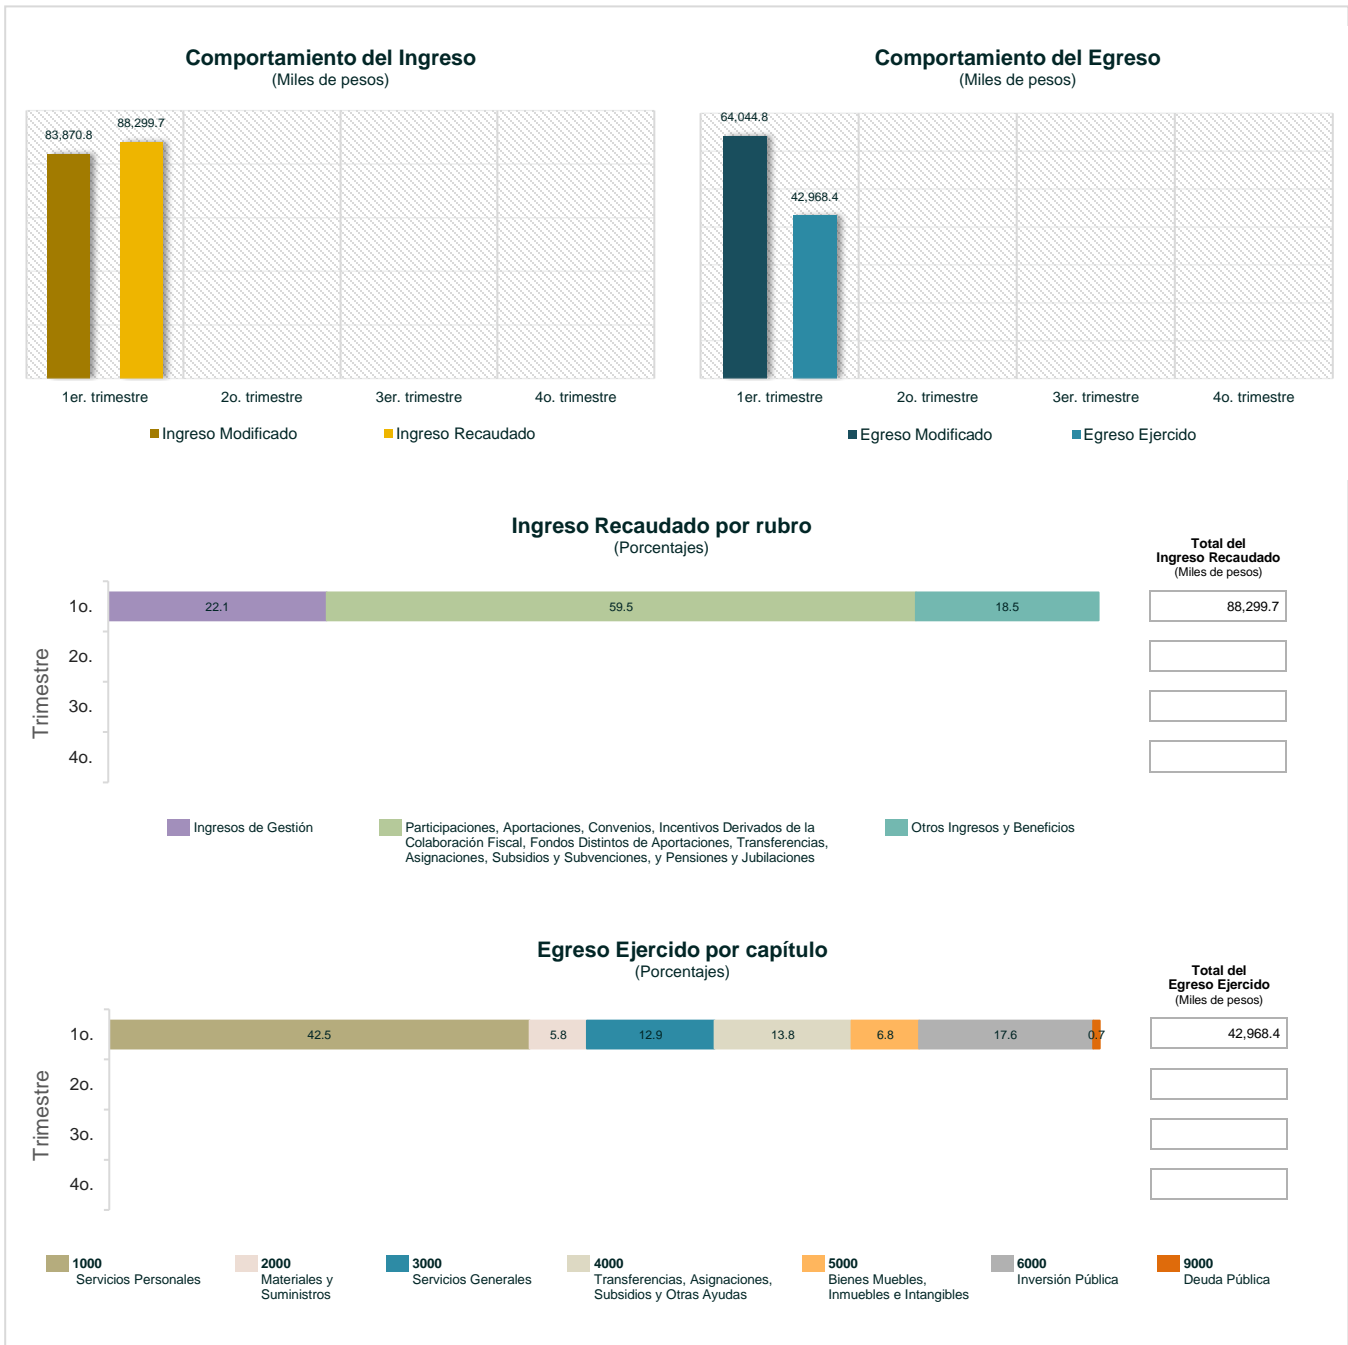 Comportamiento del Ingreso
(Miles de pesos)
83,870.8
88,299.7
1er. trimestre
2o. trimestre
3er. trimestre
4o. trimestre
Ingreso Modificado
Ingreso Recaudado
Comportamiento del Egreso
(Miles de pesos)
64,044.8
42,968.4
1er. trimestre
2o. trimestre
3er. trimestre
4o. trimestre
Egreso Modificado
Egreso Ejercido
Ingreso Recaudado por rubro
(Porcentajes)
Total del
Ingreso Recaudado
(Miles de pesos)
Trimestre
1o.
22.1
59.5
18.5
88,299.7
2o.
3o.
4o.
Ingresos de Gestión
Participaciones, Aportaciones, Convenios, Incentivos Derivados de la
Colaboración Fiscal, Fondos Distintos de Aportaciones, Transferencias,
Asignaciones, Subsidios y Subvenciones, y Pensiones y Jubilaciones
Otros Ingresos y Beneficios
Egreso Ejercido por capítulo
(Porcentajes)
Total del
Egreso Ejercido
(Miles de pesos)
Trimestre
1o.
42.5
5.8
12.9
13.8
6.8
17.6
0.7
42,968.4
2o.
3o.
4o.
1000
Servicios Personales
2000
Materiales y
Suministros
3000
Servicios Generales
4000
Transferencias, Asignaciones,
Subsidios y Otras Ayudas
5000
Bienes Muebles,
Inmuebles e Intangibles
6000
Inversión Pública
9000
Deuda Pública